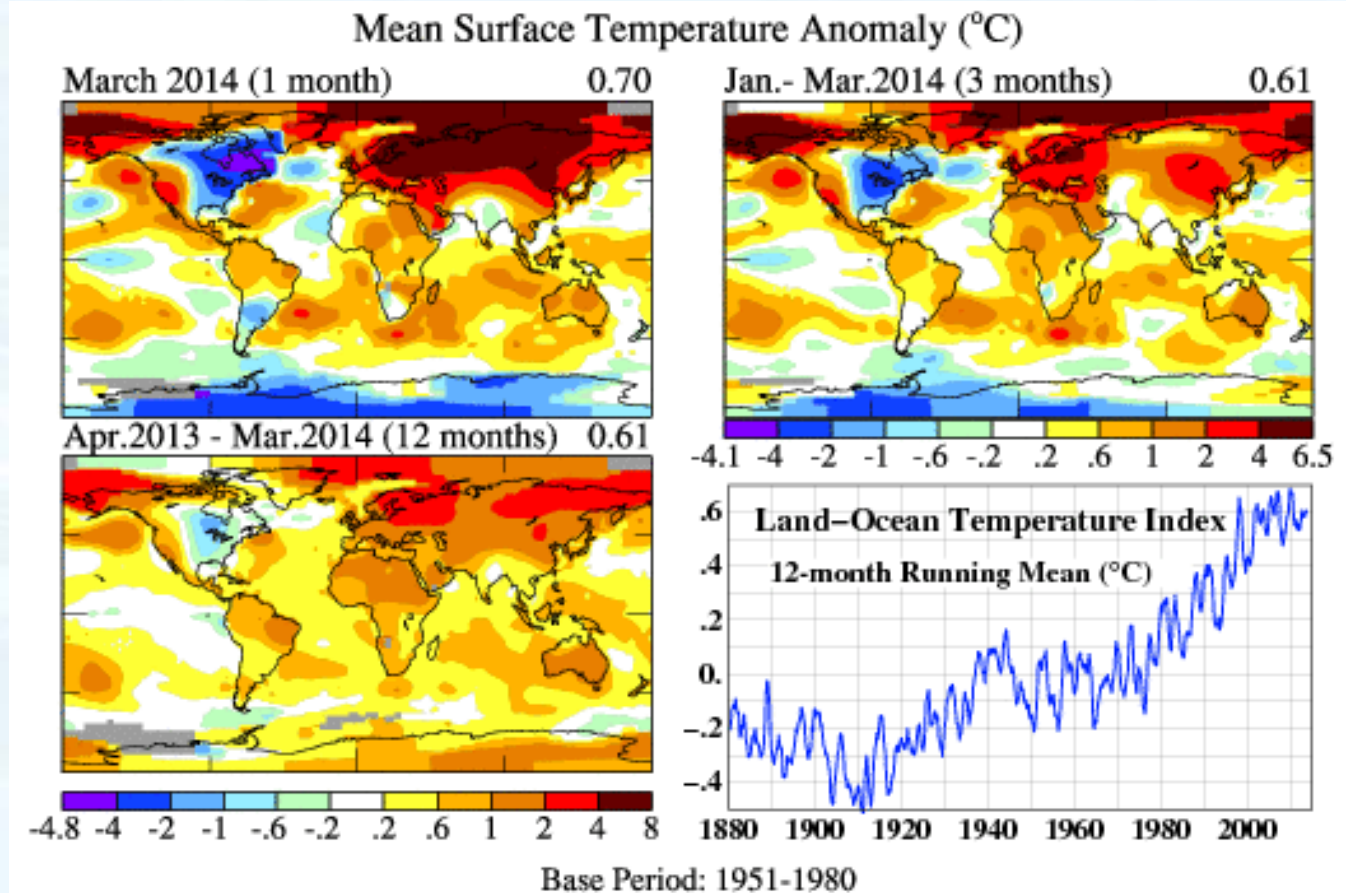 Mean Surface Temperature Anomaly (°C)
March 2014 (1 month) 0.70
Jan.- Mar.2014 (3 months) 0.61
-4.1 -4 -2 -1 -.6 -.2 .2 .6 1 2 4 6.5
Apr.2013 - Mar.2014 (12 months) 0.61
-4.8 -4 -2 -1 -.6 -.2 .2 .6 1 2 4 8
Land−Ocean Temperature Index
12-month Running Mean (°C)
.6
.4
.2
0.
−.2
−.4
1880 1900 1920 1940 1960 1980 2000
Base Period: 1951-1980